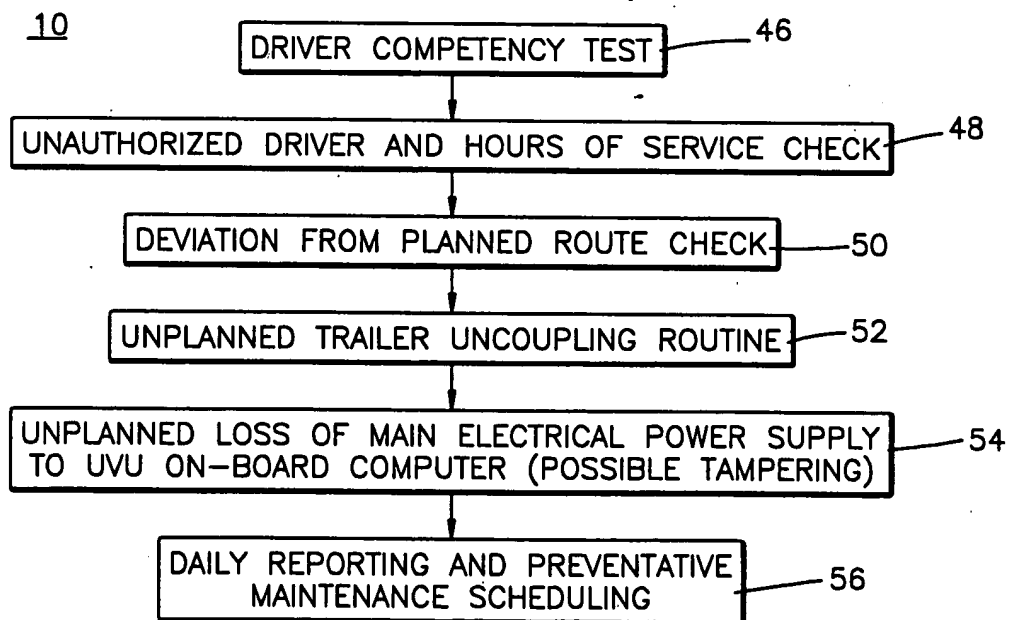 10
DRIVER COMPETENCY TEST 46
UNAUTHORIZED DRIVER AND HOURS OF SERVICE CHECK 48
DEVIATION FROM PLANNED ROUTE CHECK 50
UNPLANNED TRAILER UNCOUPLING ROUTINE 52
UNPLANNED LOSS OF MAIN ELECTRICAL POWER SUPPLY
TO UVU ON-BOARD COMPUTER (POSSIBLE TAMPERING) 54
DAILY REPORTING AND PREVENTATIVE
MAINTENANCE SCHEDULING 56